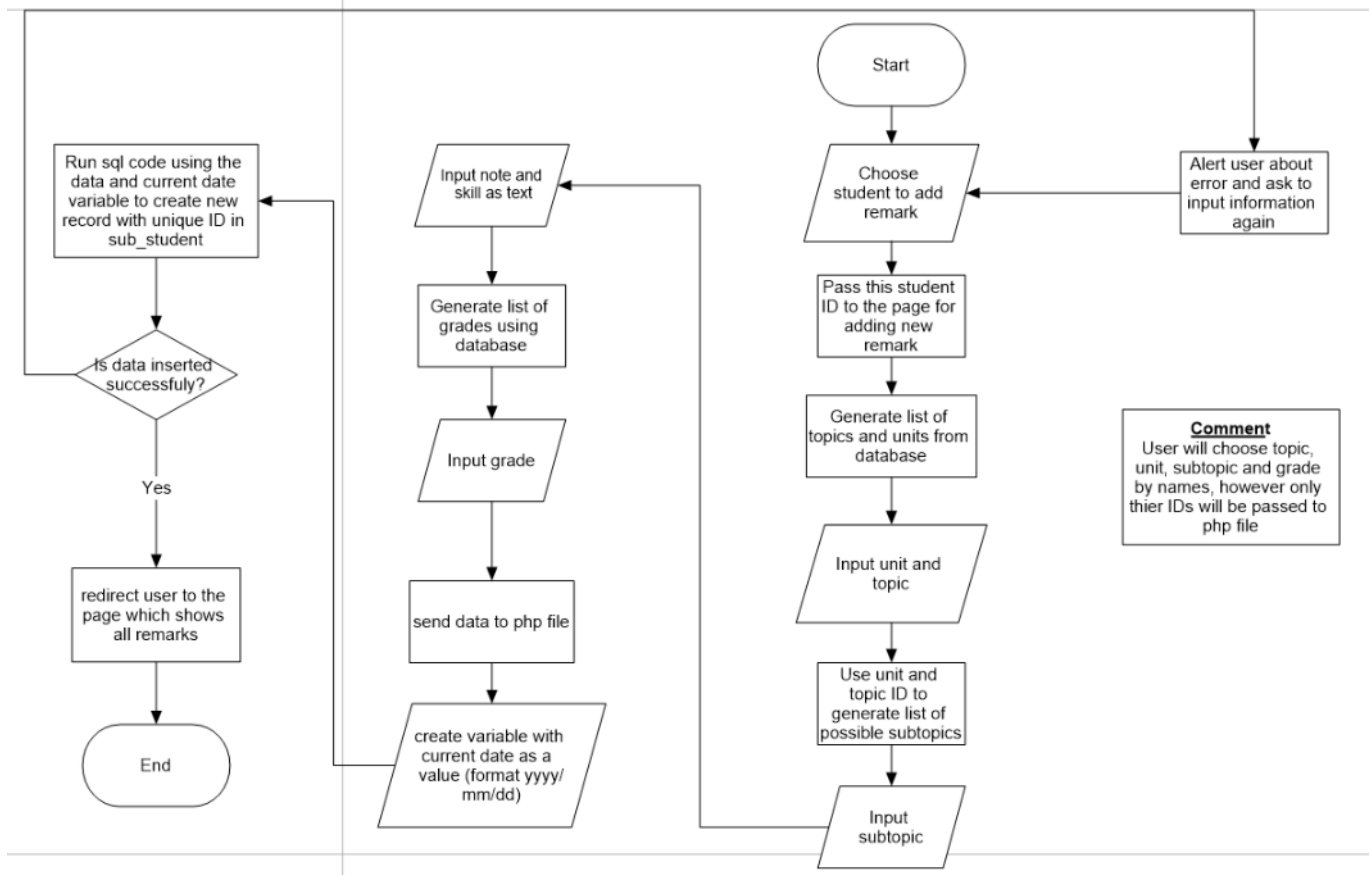 Start
Choose
student to add
remark
Pass this student
ID to the page for
adding new
remark
Generate list of
topics and units from
database
Input unit and
topic
Use unit and
topic ID to
generate list of
possible subtopics
Input
subtopic
Input note and
skill as text
Generate list of
grades using
database
Input grade
send data to php file
create variable with
current date as a
value (format yyyy/
mm/dd)
Run sql code using the
data and current date
variable to create new
record with unique ID in
sub_student
Is data inserted
successfuly?
Yes
redirect user to the
page which shows
all remarks
End
Alert user about
error and ask to
input information
again
Comment
User will choose topic,
unit, subtopic and grade
by names, however only
thier IDs will be passed to
php file